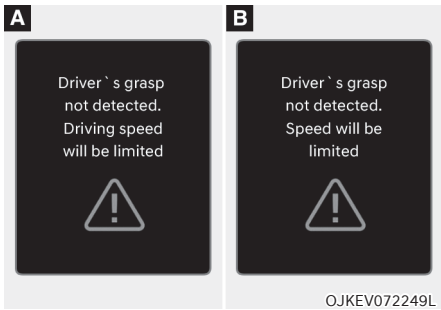 A
Driver`s grasp
not detected.
Driving speed
will be limited
B
Driver`s grasp
not detected.
Speed will be
limited
OJKEV072249L